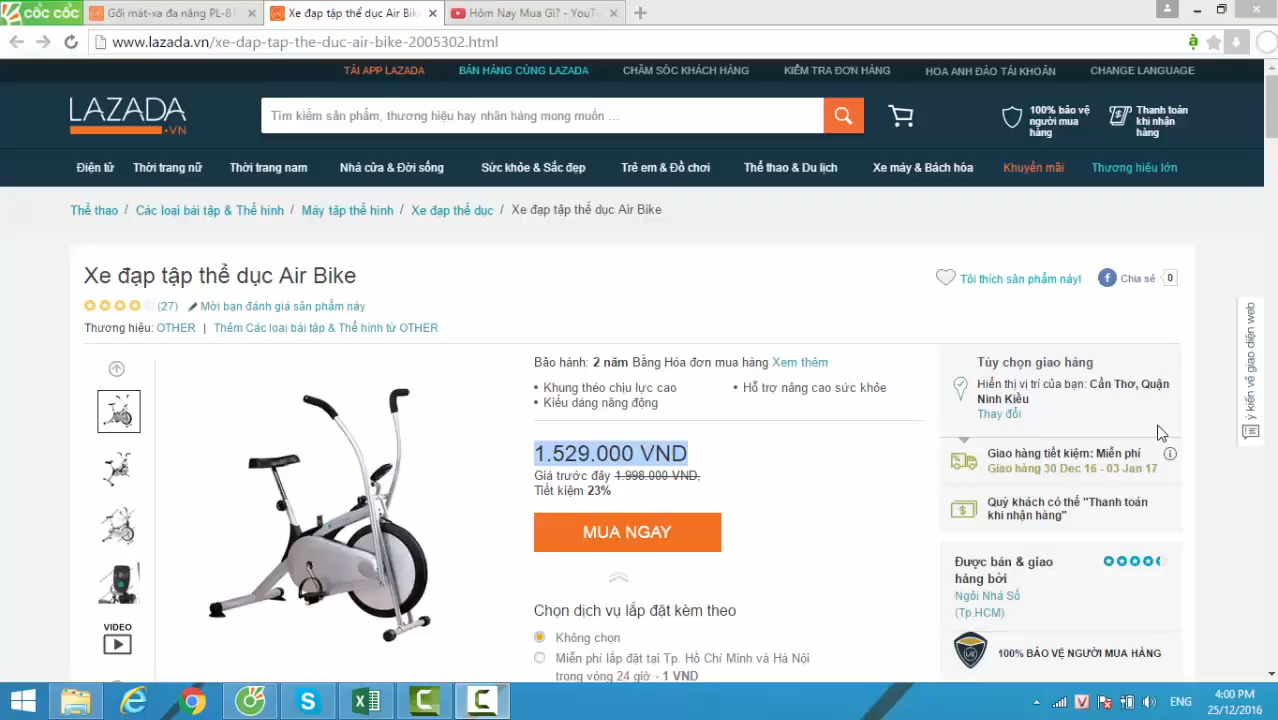 cốc cốc
Gối mát-xa đa năng PL-8
Xe đạp tập thể dục Air Bik
Hôm Nay Mua Gì? - YouT
www.lazada.vn/xe-dap-tap-the-duc-air-bike-2005302.html
TẢI APP LAZADA
BÁN HÀNG CÙNG LAZADA
CHĂM SÓC KHÁCH HÀNG
KIỂM TRA ĐƠN HÀNG
HOA ANH ĐÀO TÀI KHOẢN
CHANGE LANGUAGE
LAZADA
.VN
Tìm kiếm sản phẩm, thương hiệu hay nhãn hàng mong muốn ...
100% bảo vệ
người mua
hàng
Thanh toán
khi nhận
hàng
Điện tử
Thời trang nữ
Thời trang nam
Nhà cửa & Đời sống
Sức khỏe & Sắc đẹp
Trẻ em & Đồ chơi
Thể thao & Du lịch
Xe máy & Bách hóa
Khuyến mãi
Thương hiệu lớn
Thể thao / Các loại bài tập & Thể hình / Máy tập thể hình / Xe đạp thể dục / Xe đạp tập thể dục Air Bike
Xe đạp tập thể dục Air Bike
(27) Mời bạn đánh giá sản phẩm này
Thương hiệu: OTHER | Thêm Các loại bài tập & Thể hình từ OTHER
Tôi thích sản phẩm này!
Chia sẻ 0
VIDEO
Bảo hành: 2 năm Bằng Hóa đơn mua hàng Xem thêm
• Khung théo chịu lực cao
• Hỗ trợ nâng cao sức khỏe
• Kiểu dáng năng động
1.529.000 VND
Giá trước đây 1.998.000 VND,
Tiết kiệm 23%
MUA NGAY
Chọn dịch vụ lắp đặt kèm theo
Không chọn
Miễn phí lắp đặt tại Tp. Hồ Chí Minh và Hà Nội
trong vòng 24 giờ - 1 VND
Tùy chọn giao hàng
Hiển thị vị trí của bạn: Cần Thơ, Quận
Ninh Kiều
Thay đổi
Giao hàng tiết kiệm: Miễn phí
Giao hàng 30 Dec 16 - 03 Jan 17
Quý khách có thể "Thanh toán
khi nhận hàng"
Được bán & giao
hàng bởi
Ngôi Nhà Số
(Tp.HCM)
100% BẢO VỆ NGƯỜI MUA HÀNG
ý kiến về giao diện web
ENG
4:00 PM
25/12/2016